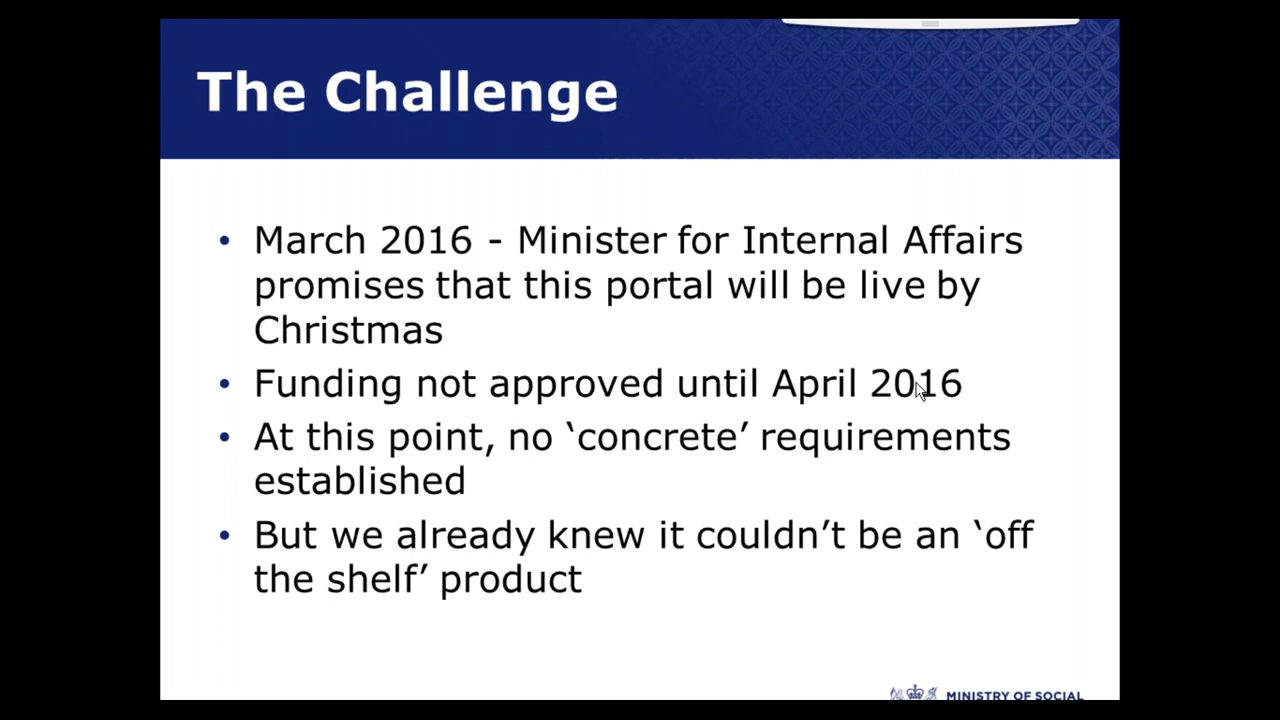 The Challenge
• March 2016 - Minister for Internal Affairs
promises that this portal will be live by
Christmas
• Funding not approved until April 2016
• At this point, no ‘concrete’ requirements
established
• But we already knew it couldn’t be an ‘off
the shelf’ product
MINISTRY OF SOCIAL